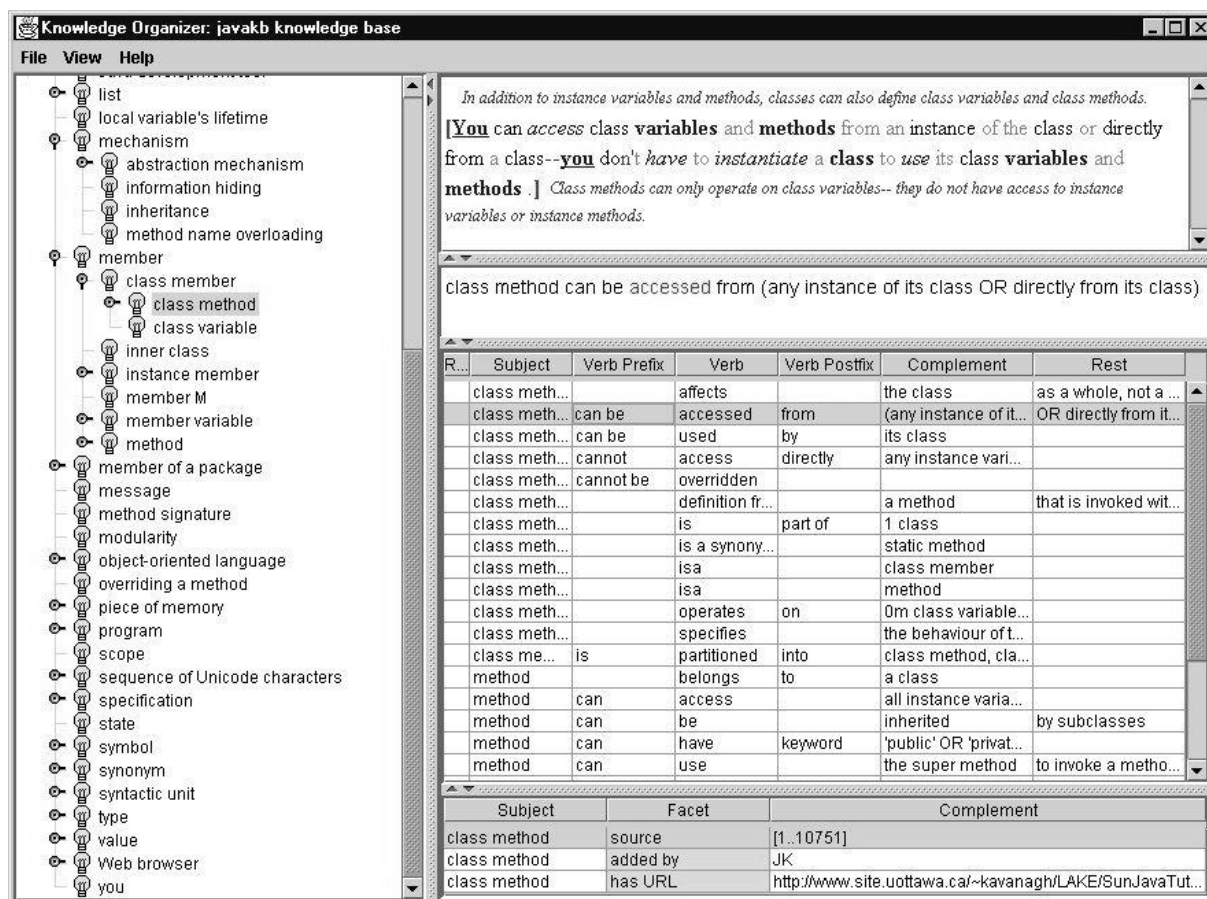 Knowledge Organizer: javakb knowledge base
File View Help
list
local variable's lifetime
mechanism
abstraction mechanism
information hiding
inheritance
method name overloading
member
class member
class method
class variable
inner class
instance member
member M
member variable
method
member of a package
message
method signature
modularity
object-oriented language
overriding a method
piece of memory
program
scope
sequence of Unicode characters
specification
state
symbol
synonym
syntactic unit
type
value
Web browser
you
In addition to instance variables and methods, classes can also define class variables and class methods.
[You can access class variables and methods from an instance of the class or directly
from a class--you don't have to instantiate a class to use its class variables and
methods .] Class methods can only operate on class variables-- they do not have access to instance
variables or instance methods.
class method can be accessed from (any instance of its class OR directly from its class)
R... Subject Verb Prefix Verb Verb Postfix Complement Rest
class meth... affects the class as a whole, not a ...
class meth... can be accessed from (any instance of it... OR directly from it...
class meth... can be used by its class
class meth... cannot access directly any instance vari...
class meth... cannot be overridden
class meth... definition fr... a method that is invoked wit...
class meth... is part of 1 class
class meth... is a synony... static method
class meth... isa class member
class meth... isa method
class meth... operates on 0m class variable...
class meth... specifies the behaviour of t...
class me... is partitioned into class method, cla...
method belongs to a class
method can access all instance varia...
method can be inherited by subclasses
method can have keyword 'public' OR 'privat...
method can use the super method to invoke a metho...
Subject Facet Complement
class method source [1..10751]
class method added by JK
class method has URL http://www.site.uottawa.ca/~kavanagh/LAKE/SunJavaTut...